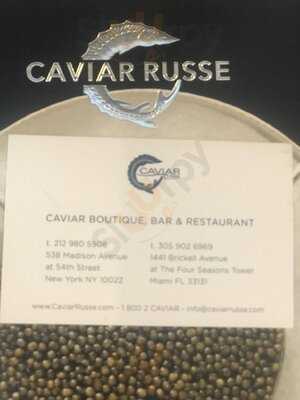 CAVIAR RUSSE
CAVIAR
RUSSE
CAVIAR BOUTIQUE, BAR & RESTAURANT
t. 212 980 5908
538 Madison Avenue
at 54th Street
New York NY 10022
t. 305 902 6969
1441 Brickell Avenue
at The Four Seasons Tower
Miami FL 33131
www.CaviarRusse.com - 1 800 2 CAVIAR - info@caviarrusse.com